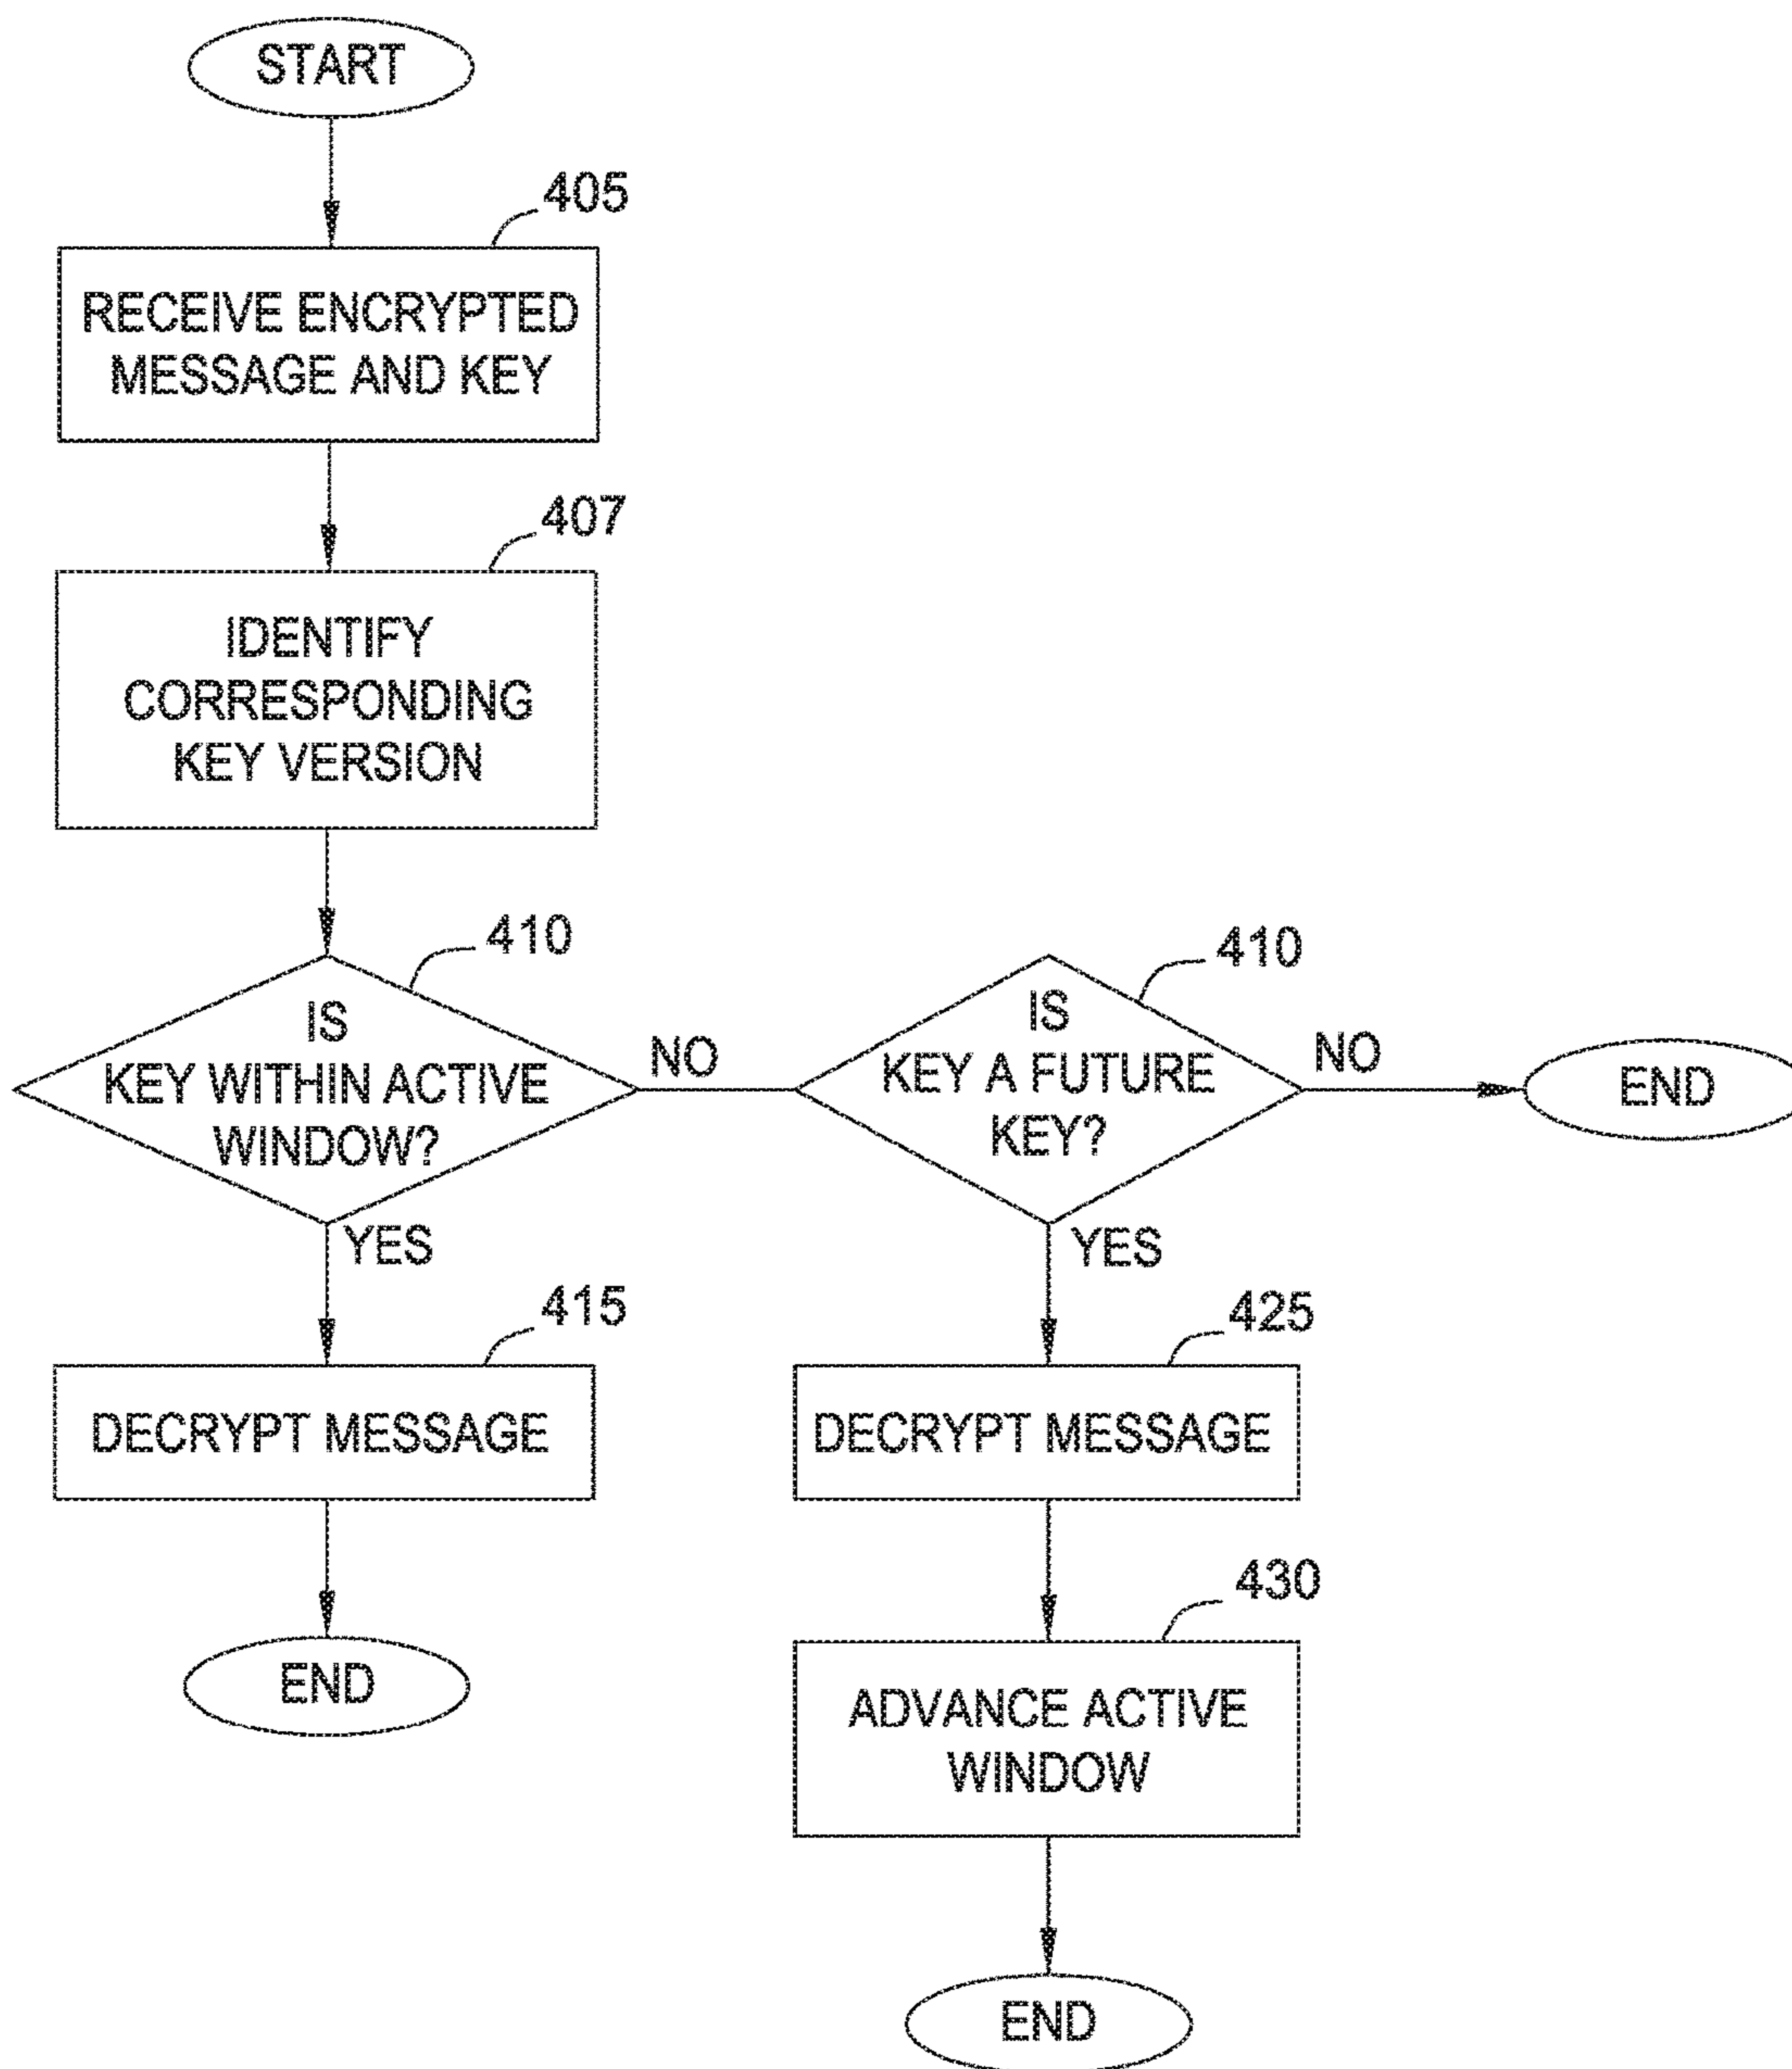 START
405
RECEIVE ENCRYPTED
MESSAGE AND KEY
407
IDENTIFY
CORRESPONDING
KEY VERSION
410
IS
KEY WITHIN ACTIVE
WINDOW?
NO
410
IS
KEY A FUTURE
KEY?
NO
END
YES
415
DECRYPT MESSAGE
END
YES
425
DECRYPT MESSAGE
430
ADVANCE ACTIVE
WINDOW
END